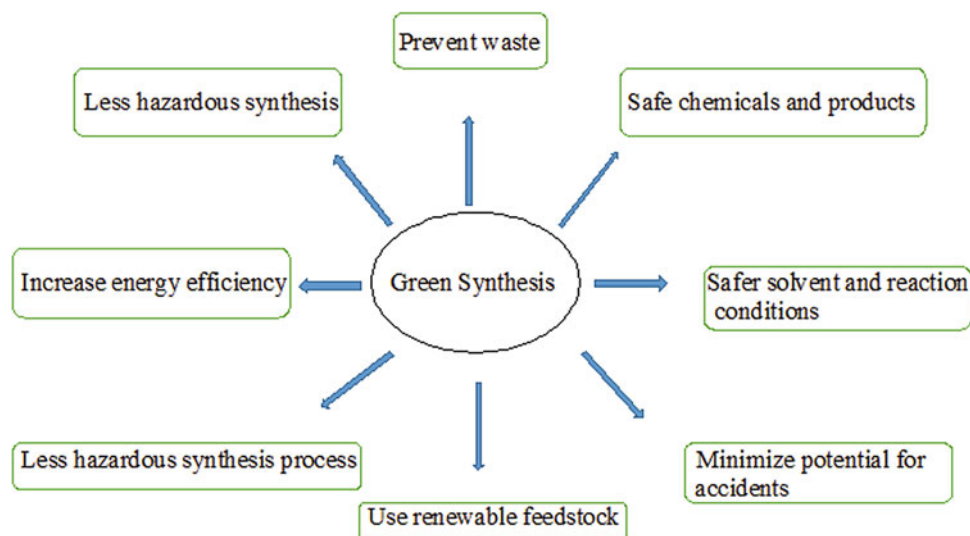 Prevent waste
Less hazardous synthesis
Safe chemicals and products
Increase energy efficiency
Green Synthesis
Safer solvent and reaction
conditions
Less hazardous synthesis process
Minimize potential for
accidents
Use renewable feedstock